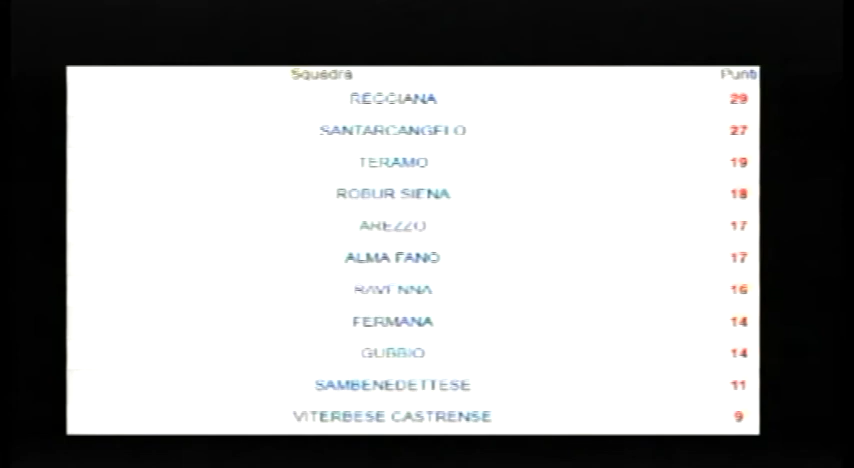 Squadra Punti
REGGIANA 29
SANTARCANGELO 27
TERAMO 19
ROBUR SIENA 18
AREZZO 17
ALMA FANO 17
RAVENNA 16
FERMANA 14
GUBBIO 14
SAMBENEDETTESE 11
VITERBESE CASTRENSE 9